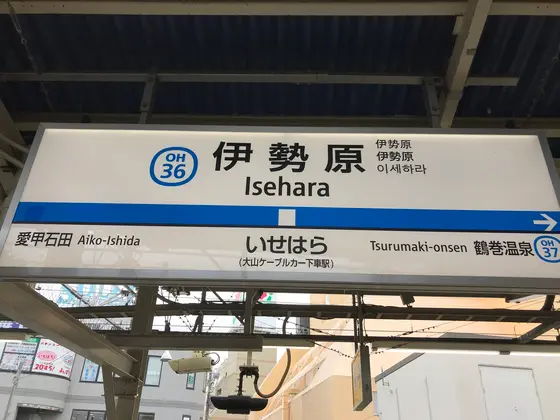 OH
36
伊勢原
Isehara
伊势原
伊勢原
이세하라
愛甲石田 Aiko-Ishida
いせはら
(大山ケーブルカー下車駅)
Tsurumaki-onsen 鶴巻温泉
OH
37